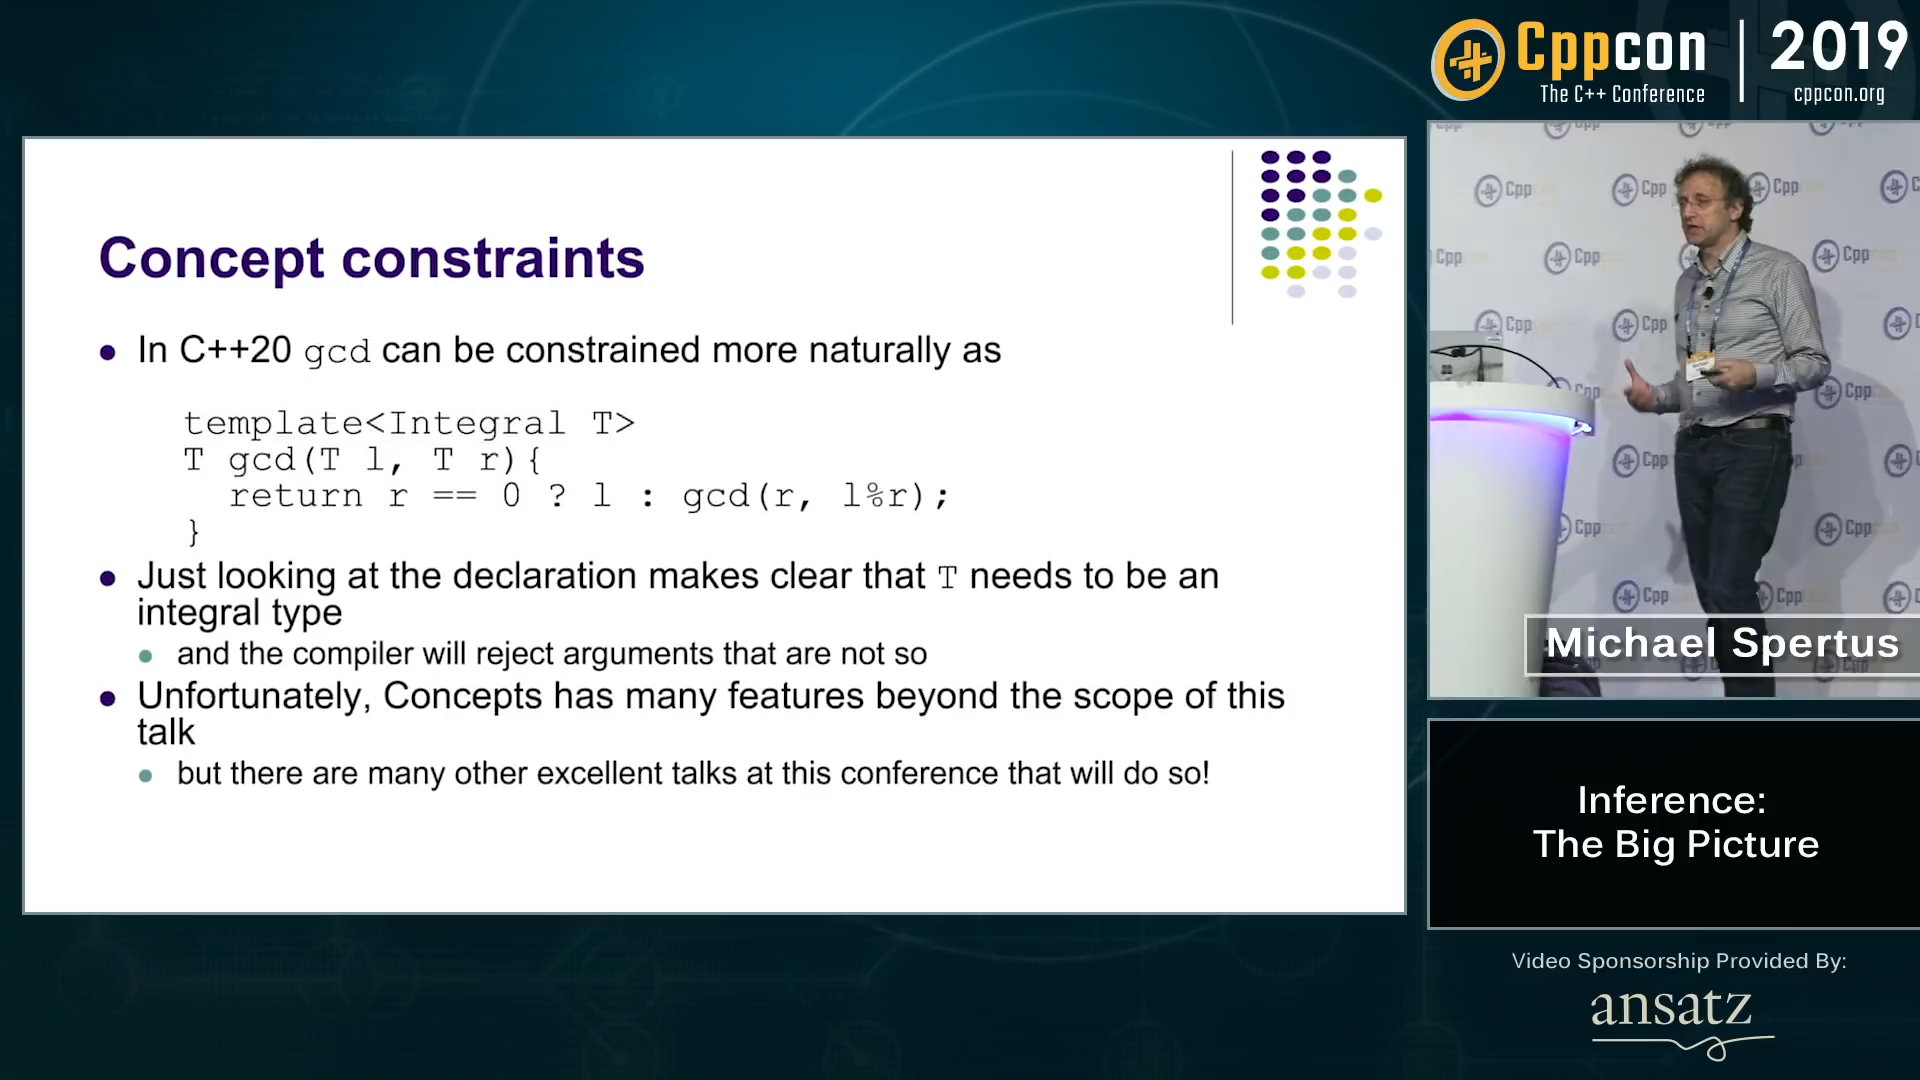 Cppcon
The C++ Conference
2019
cppcon.org
Concept constraints
In C++20 gcd can be constrained more naturally as
template<Integral T>
T gcd(T l, T r){
return r == 0 ? l : gcd(r, l%r);
}
Just looking at the declaration makes clear that T needs to be an
integral type
and the compiler will reject arguments that are not so
Unfortunately, Concepts has many features beyond the scope of this
talk
but there are many other excellent talks at this conference that will do so!
Michael Spertus
Inference:
The Big Picture
Video Sponsorship Provided By:
ansatz